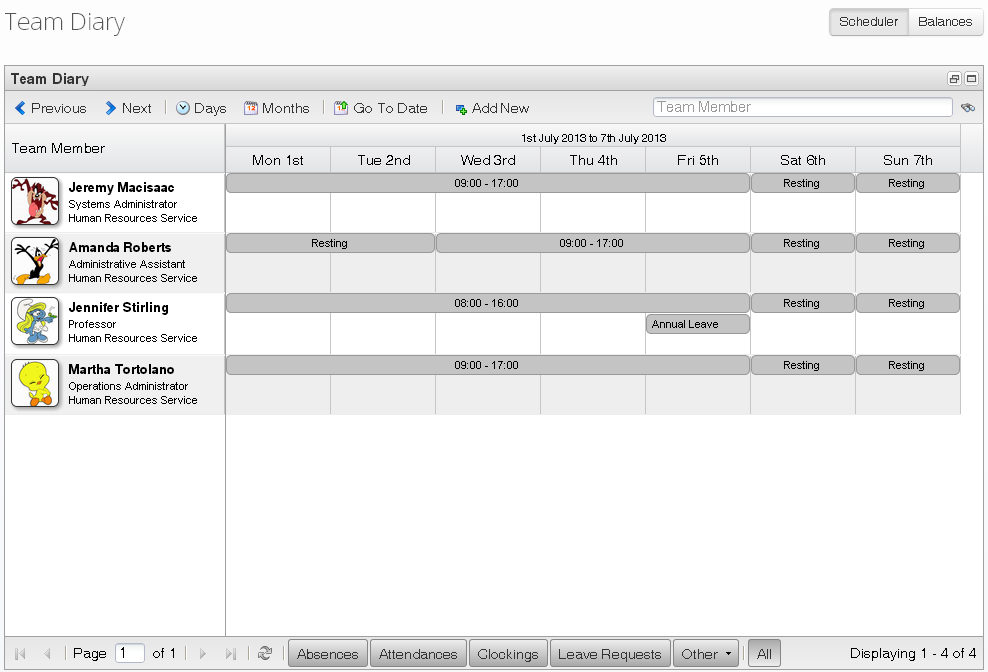 Team Diary
Scheduler Balances
Team Diary
Previous Next Days Months Go To Date Add New Team Member
Team Member
1st July 2013 to 7th July 2013
Mon 1st Tue 2nd Wed 3rd Thu 4th Fri 5th Sat 6th Sun 7th
Jeremy Macisaac
Systems Administrator
Human Resources Service
09:00 - 17:00 Resting Resting
Amanda Roberts
Administrative Assistant
Human Resources Service
Resting 09:00 - 17:00 Resting Resting
Jennifer Stirling
Professor
Human Resources Service
08:00 - 16:00 Resting Resting
Annual Leave
Martha Tortolano
Operations Administrator
Human Resources Service
09:00 - 17:00 Resting Resting
Page 1 of 1 Absences Attendances Clockings Leave Requests Other All Displaying 1 - 4 of 4